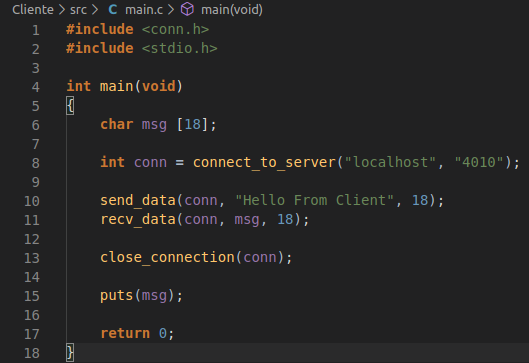 Cliente > src > C main.c > main(void)
1 #include <conn.h>
2 #include <stdio.h>
3
4 int main(void)
5 {
6     char msg [18];
7
8     int conn = connect_to_server("localhost", "4010");
9
10     send_data(conn, "Hello From Client", 18);
11     recv_data(conn, msg, 18);
12
13     close_connection(conn);
14
15     puts(msg);
16
17     return 0;
18 }